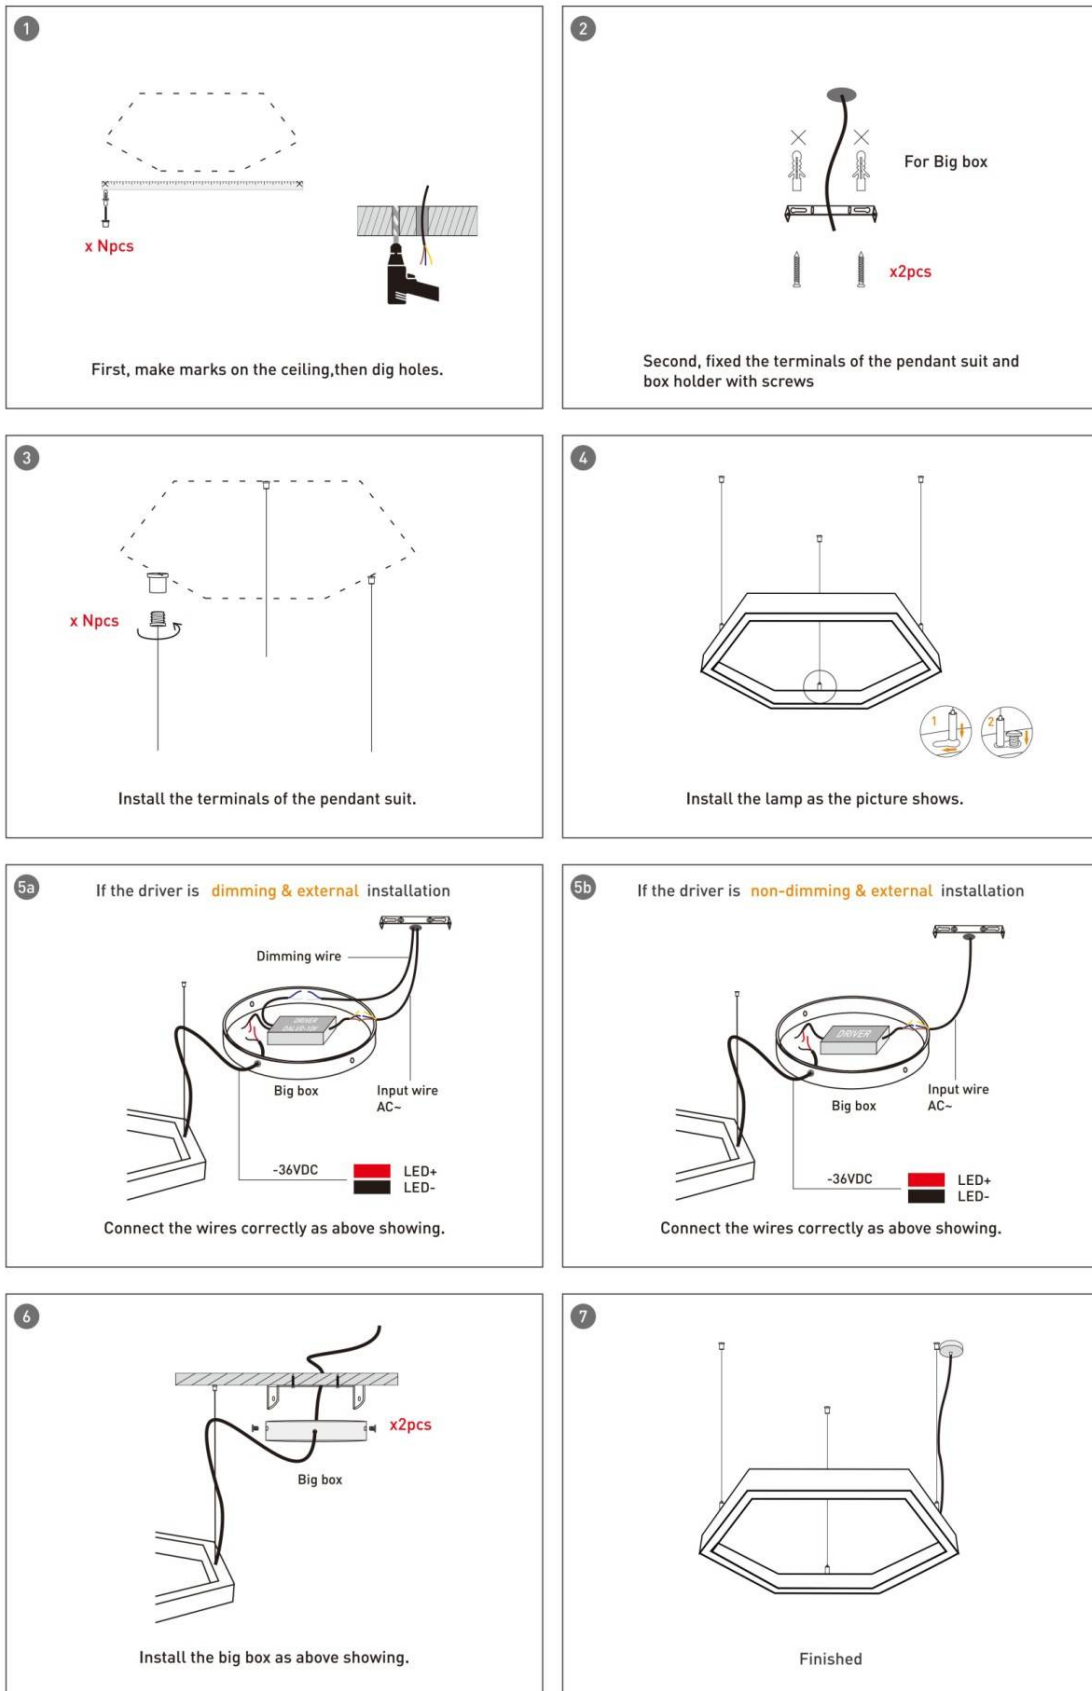 1
x Npcs
First, make marks on the ceiling,then dig holes.
2
For Big box
x2pcs
Second, fixed the terminals of the pendant suit and
box holder with screws
3
x Npcs
Install the terminals of the pendant suit.
4
1
2
Install the lamp as the picture shows.
5a
If the driver is dimming & external installation
Dimming wire
DRIVER
Big box
Input wire
AC~
-36VDC
LED+
LED-
Connect the wires correctly as above showing.
5b
If the driver is non-dimming & external installation
DRIVER
Big box
Input wire
AC~
-36VDC
LED+
LED-
Connect the wires correctly as above showing.
6
x2pcs
Big box
Install the big box as above showing.
7
Finished